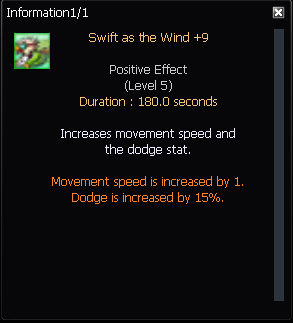 Information1/1
Swift as the Wind +9
Positive Effect
(Level 5)
Duration : 180.0 seconds
Increases movement speed and
the dodge stat.
Movement speed is increased by 1.
Dodge is increased by 15%.